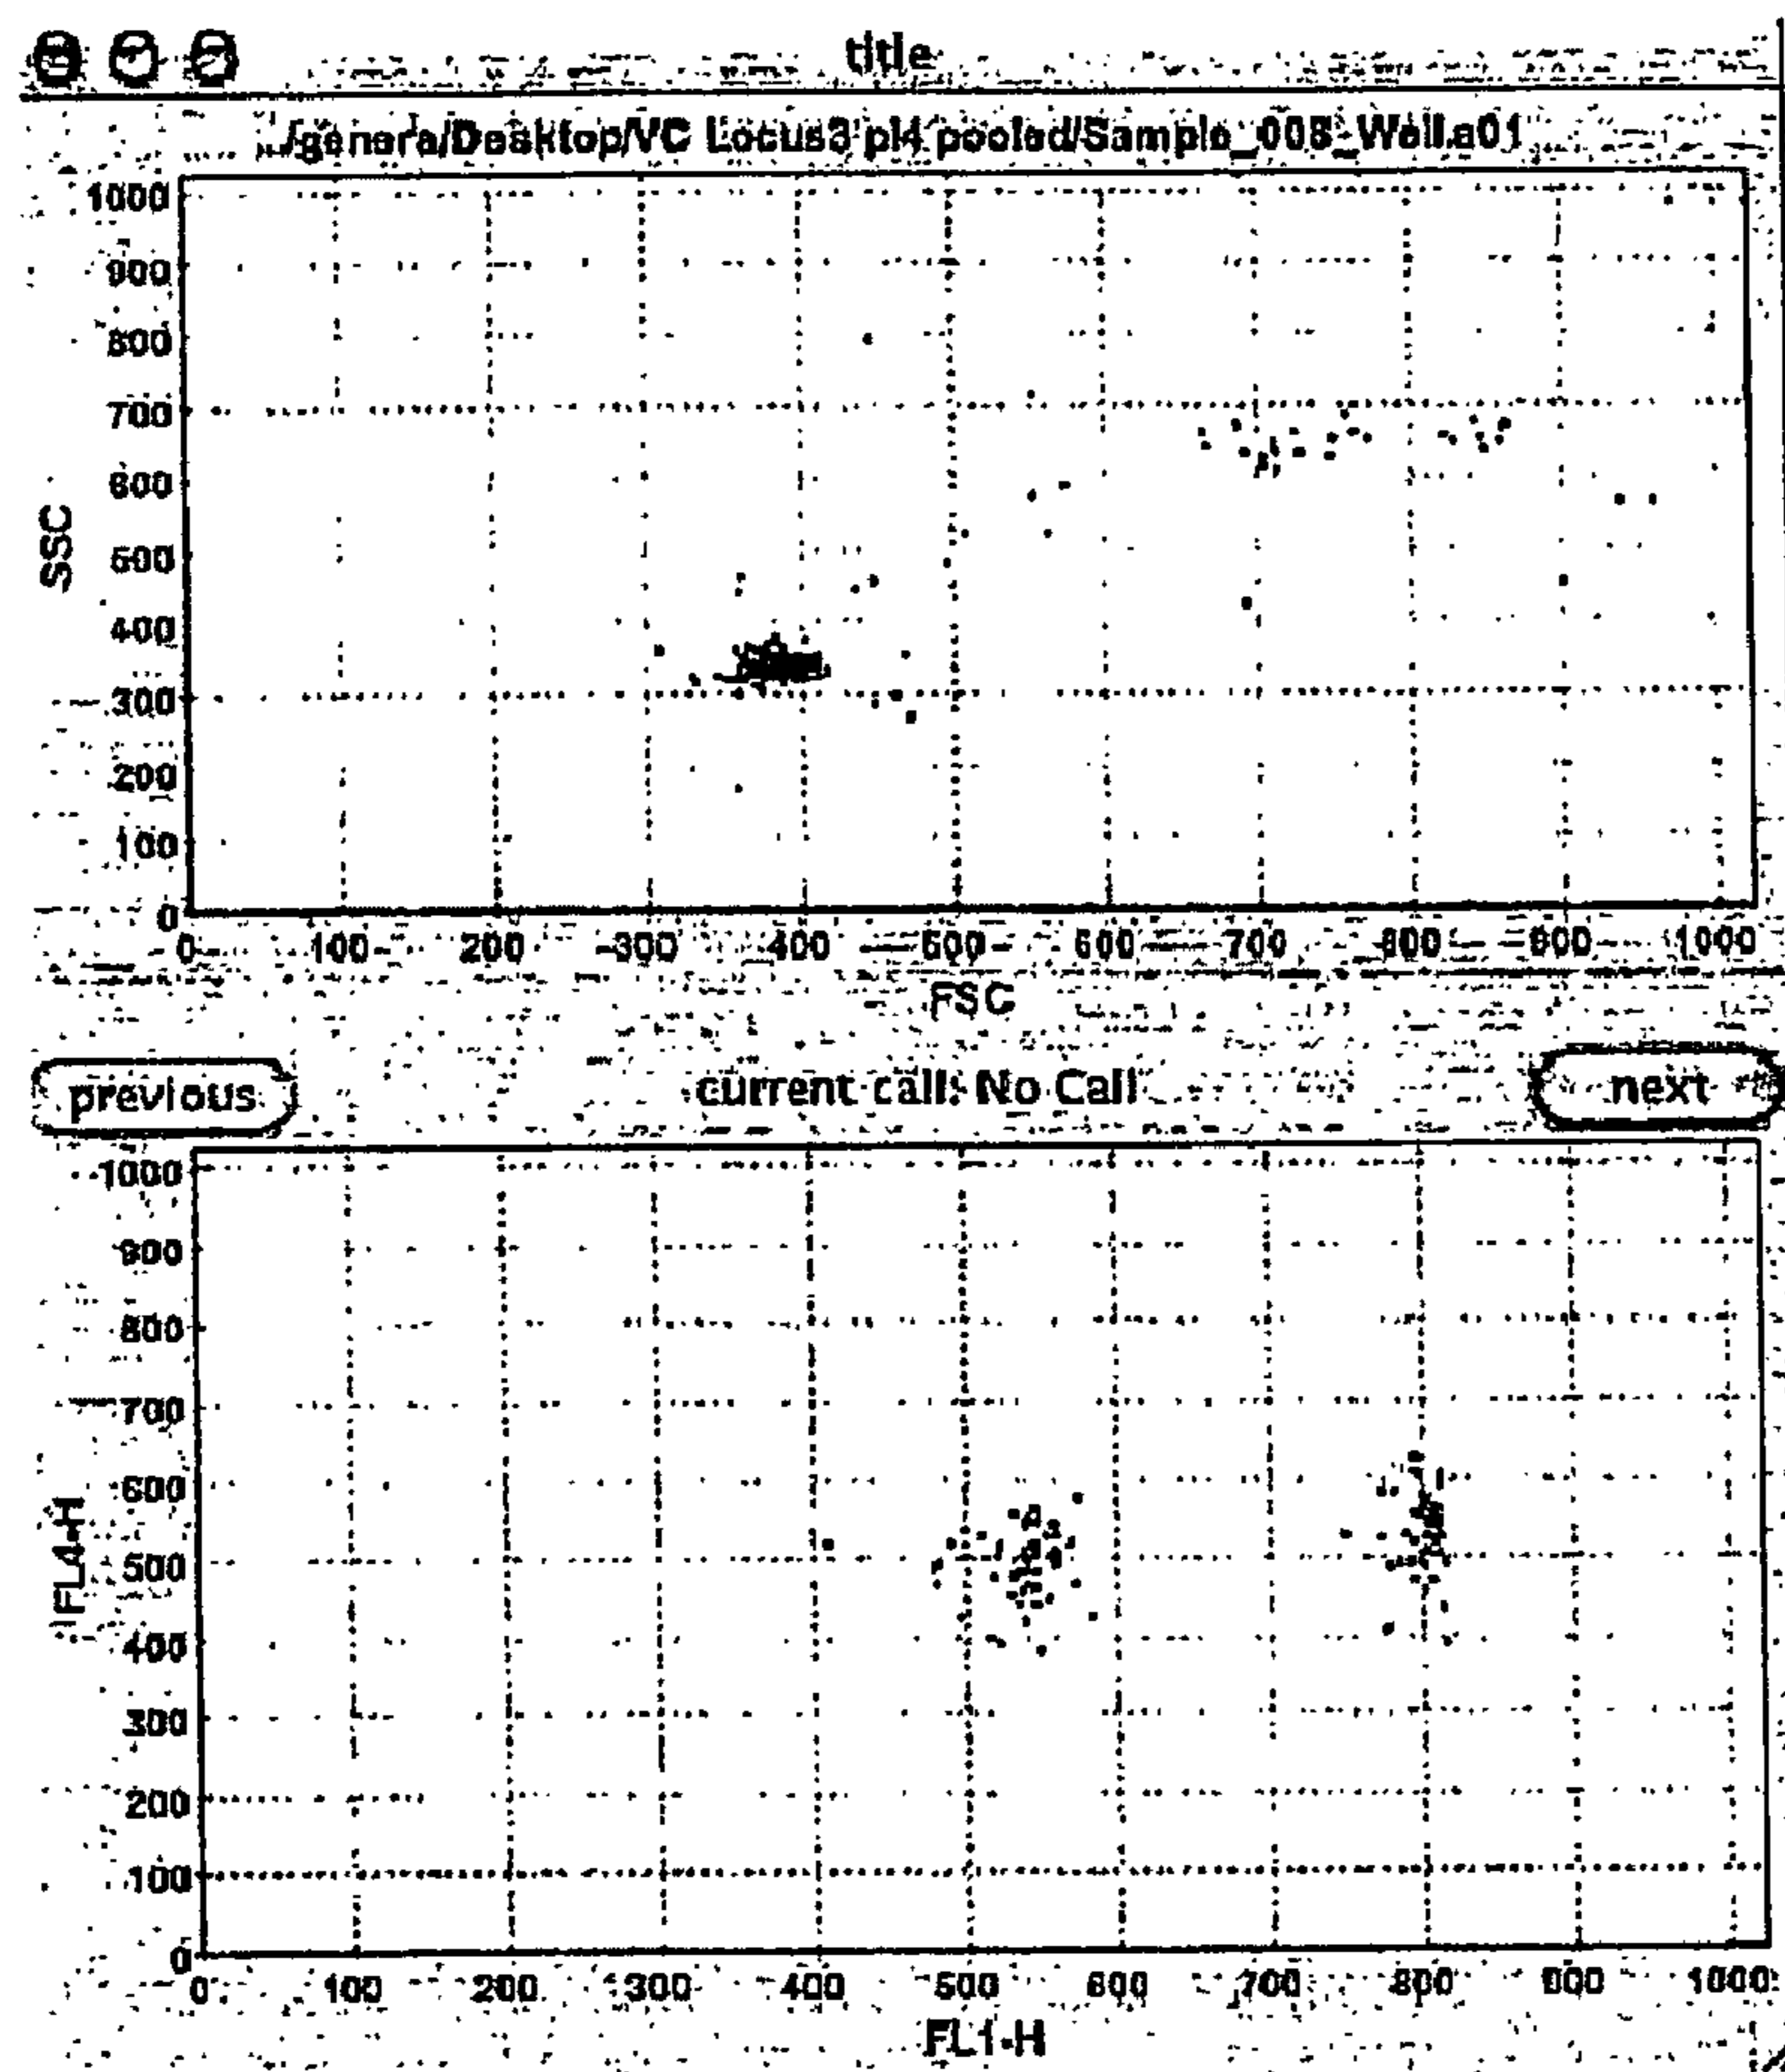 title
./genera/Desktop/VC Locus3 pl4 pooled/Sample_008_Well.a01
1000
900
800
700
600
500
400
300
200
100
0
SSC
0 100 200 300 400 500 600 700 800 900 1000
FSC
previous current call: No Call next
1000
900
800
700
600
500
400
300
200
100
0
FL4-H
0 100 200 300 400 500 600 700 800 900 1000
FL1-H